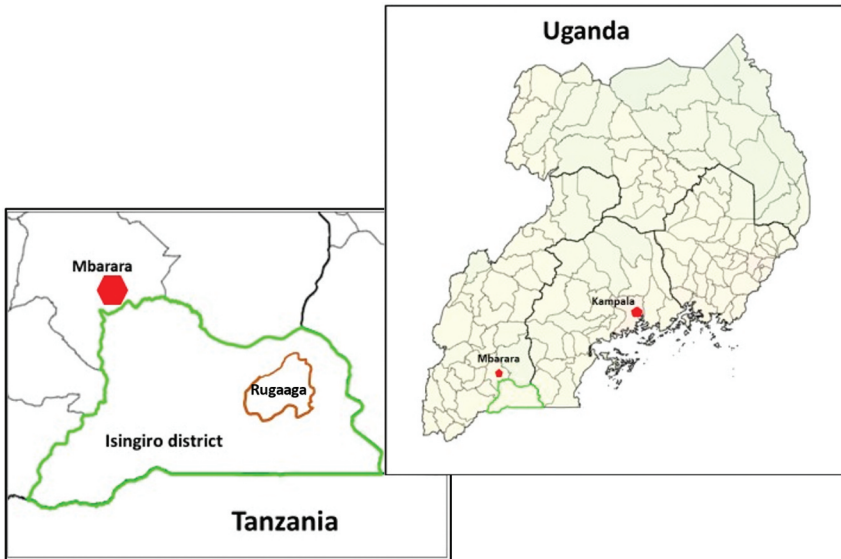 Uganda
Kampala
Mbarara
Mbarara
Rugaaga
Isingiro district
Tanzania